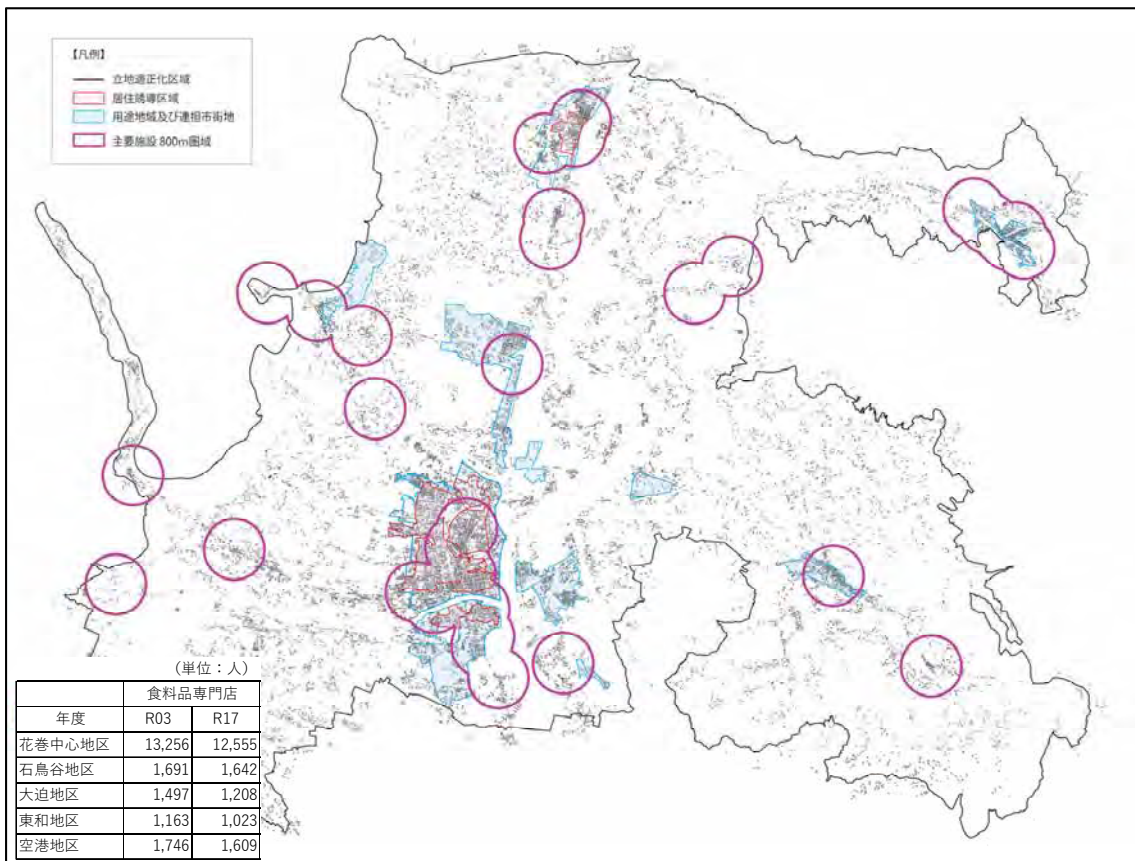 【凡例】
立地適正化区域
居住誘導区域
用途地域及び連担市街地
主要施設 800m圏域
（単位：人）
食料品専門店
年度 R03 R17
花巻中心地区 13,256 12,555
石鳥谷地区 1,691 1,642
大迫地区 1,497 1,208
東和地区 1,163 1,023
空港地区 1,746 1,609